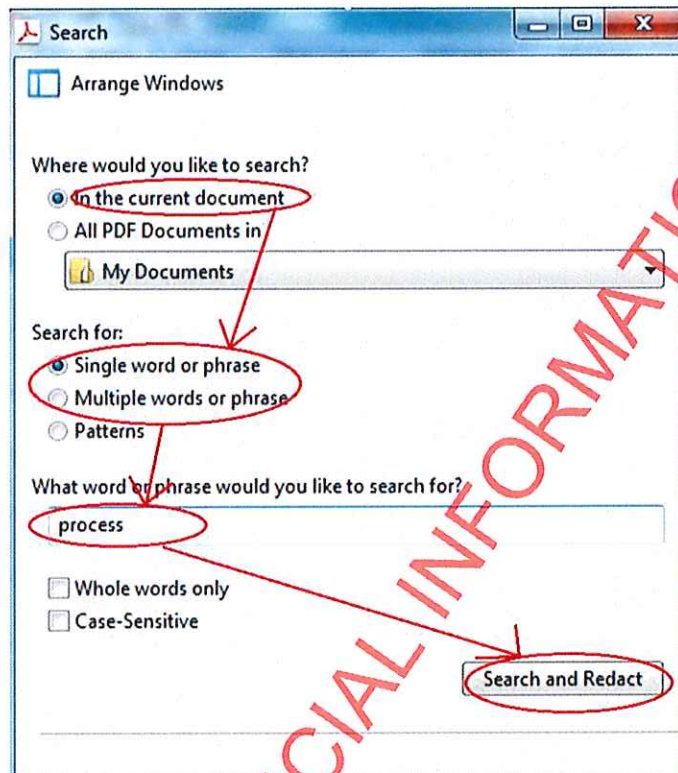 Search
Arrange Windows
Where would you like to search?
In the current document
All PDF Documents in
My Documents
Search for:
Single word or phrase
Multiple words or phrase
Patterns
What word or phrase would you like to search for?
process
Whole words only
Case-Sensitive
Search and Redact
CIAL INFORMATIO